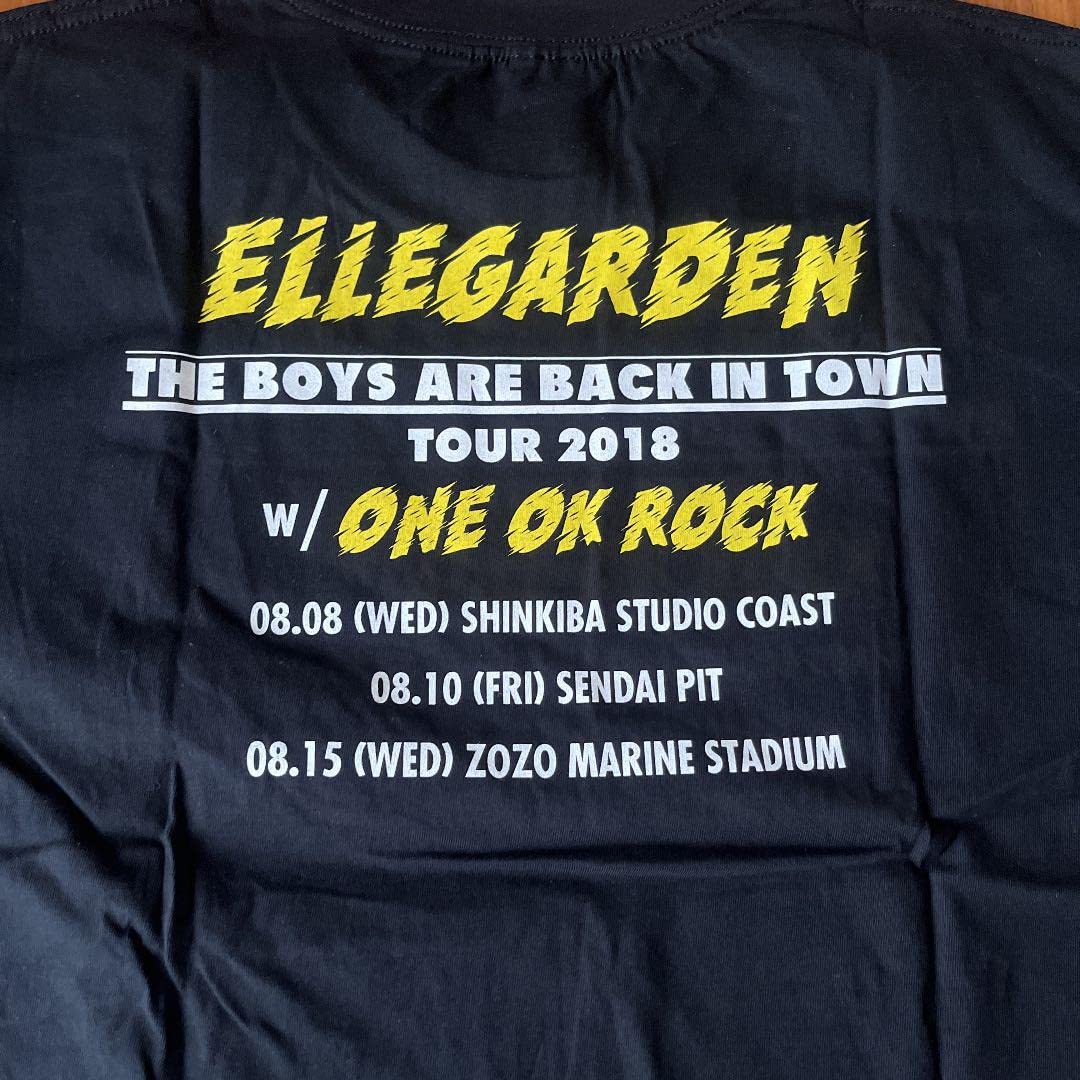 ELLEGARDEN
THE BOYS ARE BACK IN TOWN
TOUR 2018
w/ ONE OK ROCK
08.08 (WED) SHINKIBA STUDIO COAST
08.10 (FRI) SENDAI PIT
08.15 (WED) ZOZO MARINE STADIUM